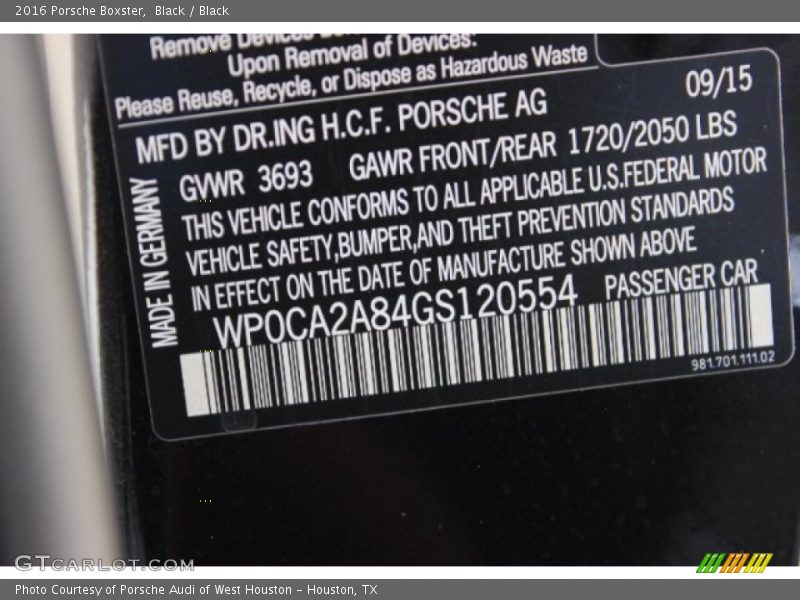 2016 Porsche Boxster,  Black / Black
Remove Devices Before
Upon Removal of Devices:
Please Reuse, Recycle, or Dispose as Hazardous Waste
09/15
MFD BY DR.ING H.C.F. PORSCHE AG
GVWR 3693 GAWR FRONT/REAR 1720/2050 LBS
THIS VEHICLE CONFORMS TO ALL APPLICABLE U.S.FEDERAL MOTOR
VEHICLE SAFETY,BUMPER,AND THEFT PREVENTION STANDARDS
IN EFFECT ON THE DATE OF MANUFACTURE SHOWN ABOVE
WP0CA2A84GS120554 PASSENGER CAR
MADE IN GERMANY
981.701.111.02
GTCARLOT.COM
Photo Courtesy of Porsche Audi of West Houston – Houston, TX